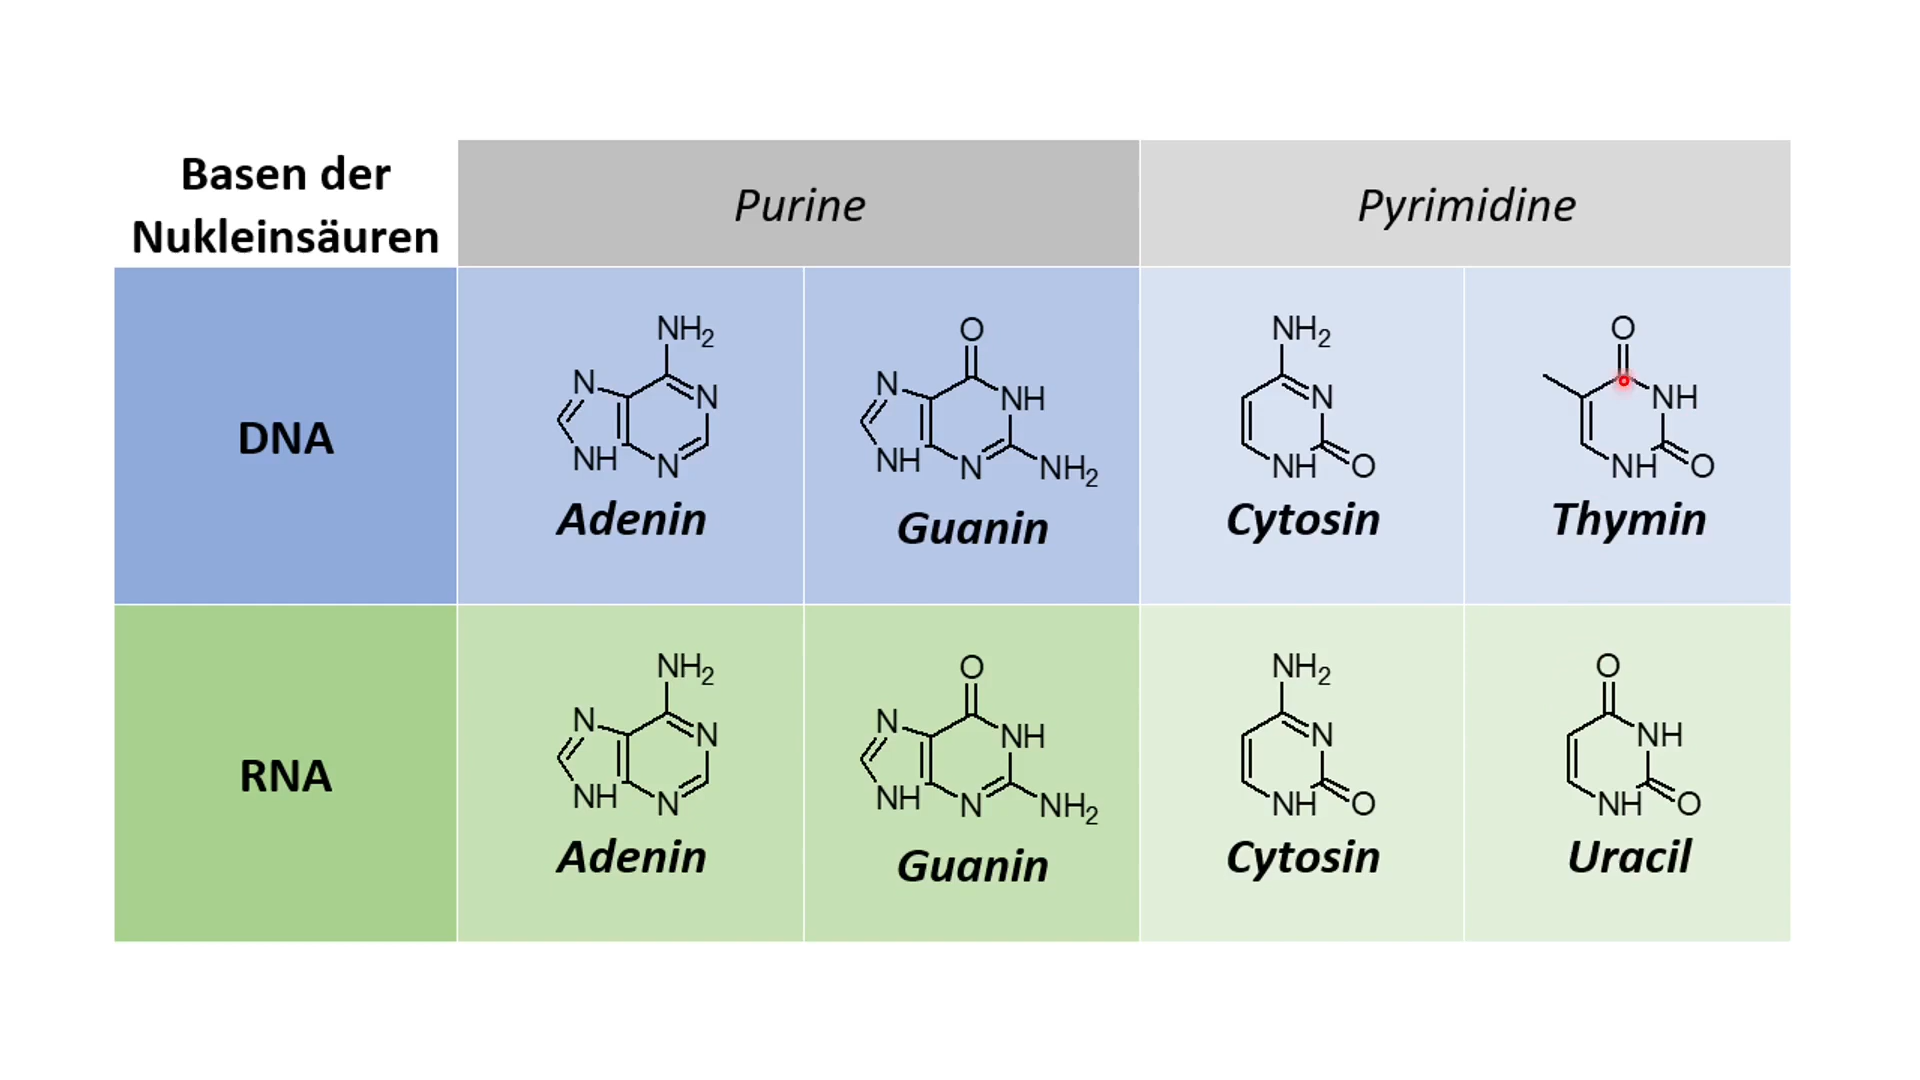 Basen der
Nukleinsäuren
Purine
Pyrimidine
DNA
NH2
N
N
NH
N
Adenin
O
N
NH
NH
N
NH2
Guanin
NH2
N
NH
O
Cytosin
O
NH
NH
O
Thymin
RNA
NH2
N
N
NH
N
Adenin
O
N
NH
NH
N
NH2
Guanin
NH2
N
NH
O
Cytosin
O
NH
NH
O
Uracil